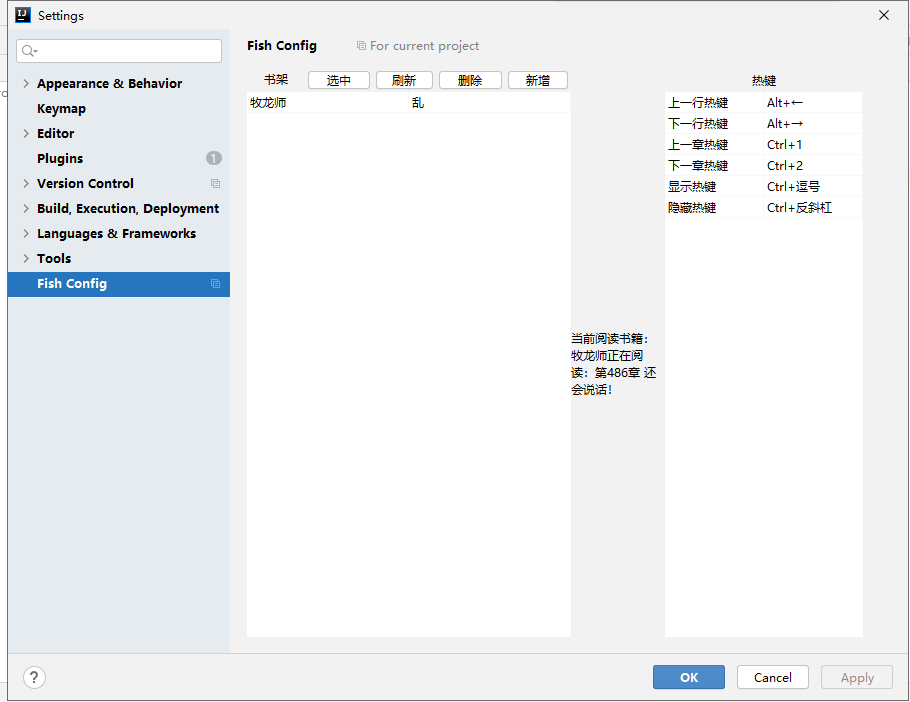 Settings
Appearance & Behavior
Keymap
Editor
Plugins 1
Version Control
Build, Execution, Deployment
Languages & Frameworks
Tools
Fish Config
Fish Config For current project
书架 选中 刷新 删除 新增
牧龙师 乱
当前阅读书籍：
牧龙师正在阅
读：第486章 还
会说话！
热键
上一行热键 Alt+←
下一行热键 Alt+→
上一章热键 Ctrl+1
下一章热键 Ctrl+2
显示热键 Ctrl+逗号
隐藏热键 Ctrl+反斜杠
? OK Cancel Apply